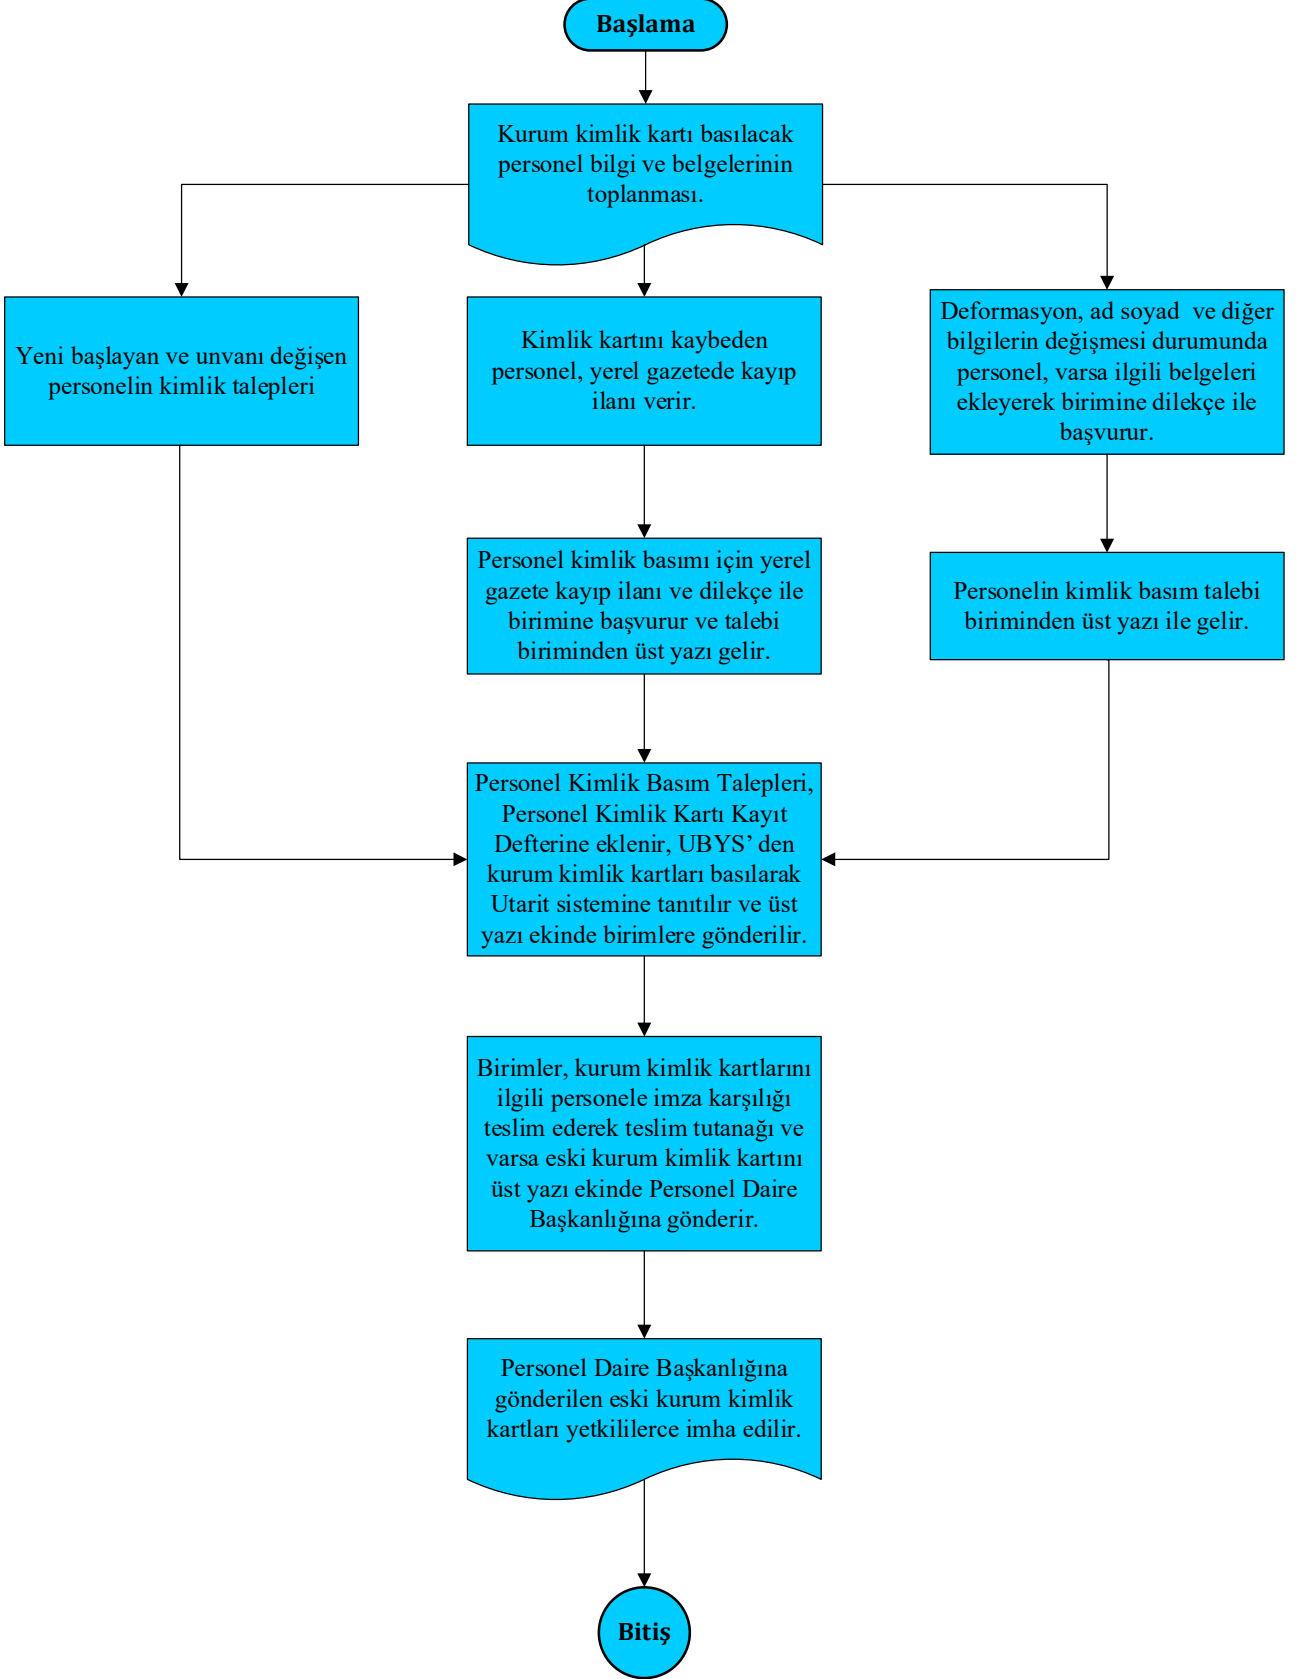 Başlama
Kurum kimlik kartı basılacak
personel bilgi ve belgelerinin
toplanması.
Yeni başlayan ve unvanı değişen
personelin kimlik talepleri
Kimlik kartını kaybeden
personel, yerel gazetede kayıp
ilanı verir.
Deformasyon, ad soyad  ve diğer
bilgilerin değişmesi durumunda
personel, varsa ilgili belgeleri
ekleyerek birimine dilekçe ile
başvurur.
Personel kimlik basımı için yerel
gazete kayıp ilanı ve dilekçe ile
birimine başvurur ve talebi
biriminden üst yazı gelir.
Personelin kimlik basım talebi
biriminden üst yazı ile gelir.
Personel Kimlik Basım Talepleri,
Personel Kimlik Kartı Kayıt
Defterine eklenir, UBYS’ den
kurum kimlik kartları basılarak
Utarit sistemine tanıtılır ve üst
yazı ekinde birimlere gönderilir.
Birimler, kurum kimlik kartlarını
ilgili personele imza karşılığı
teslim ederek teslim tutanağı ve
varsa eski kurum kimlik kartını
üst yazı ekinde Personel Daire
Başkanlığına gönderir.
Personel Daire Başkanlığına
gönderilen eski kurum kimlik
kartları yetkililerce imha edilir.
Bitiş